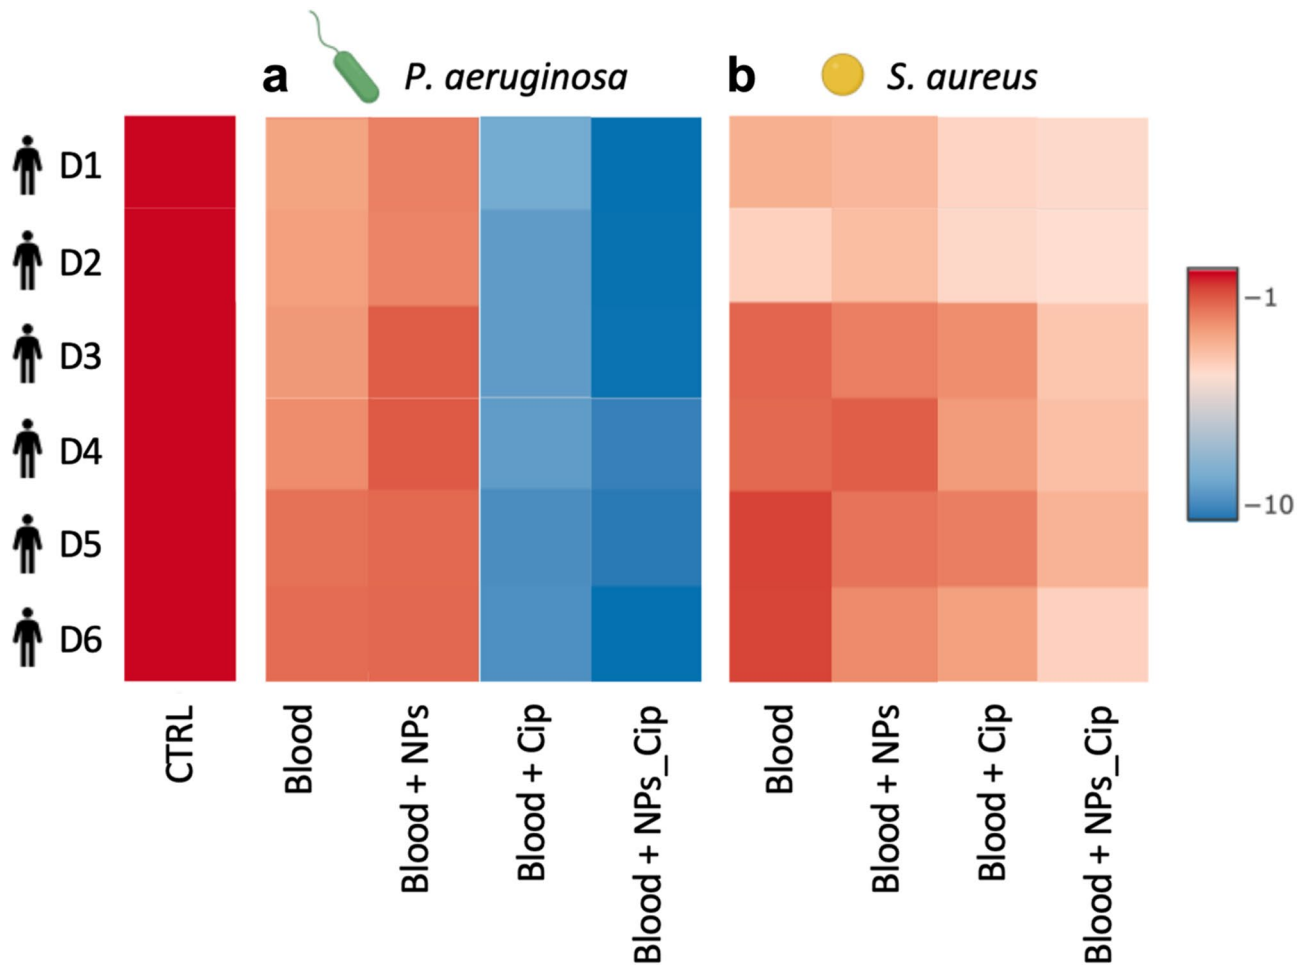 a P. aeruginosa
b S. aureus
D1
D2
D3
D4
D5
D6
−1
−10
CTRL
Blood
Blood + NPs
Blood + Cip
Blood + NPs_Cip
Blood
Blood + NPs
Blood + Cip
Blood + NPs_Cip